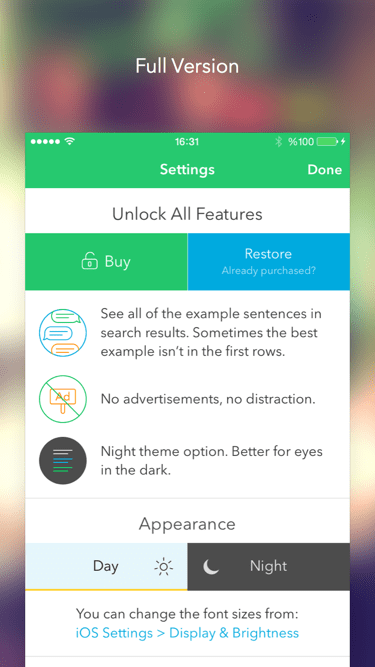 Full Version
16:31
%100
Settings
Done
Unlock All Features
Buy
Restore
Already purchased?
See all of the example sentences in
search results. Sometimes the best
example isn't in the first rows.
Ad
No advertisements, no distraction.
Night theme option. Better for eyes
in the dark.
Appearance
Day
Night
You can change the font sizes from:
iOS Settings > Display & Brightness